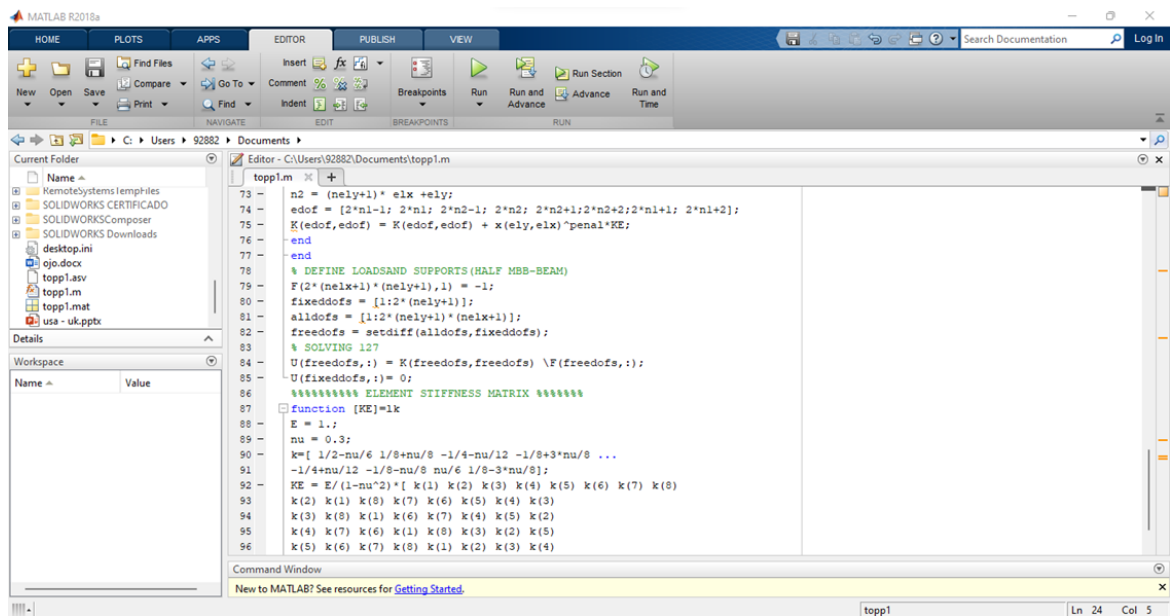 MATLAB R2018a
HOME PLOTS APPS EDITOR PUBLISH VIEW Search Documentation Log In
New Open Save Find Files Compare Print Go To Find Insert fx Comment Indent Breakpoints Run Run and Advance Run Section Advance Run and Time
FILE NAVIGATE EDIT BREAKPOINTS RUN
C: Users 92882 Documents
Current Folder
Name
RemoteSystemsTempFiles
SOLIDWORKS CERTIFICADO
SOLIDWORKSComposer
SOLIDWORKS Downloads
desktop.ini
ojo.docx
topp1.asv
topp1.m
topp1.mat
usa - uk.pptx
Details
Workspace
Name Value
Editor - C:\Users\92882\Documents\topp1.m
topp1.m
73 - n2 = (nely+1)* elx +ely;
74 - edof = [2*n1-1; 2*n1; 2*n2-1; 2*n2; 2*n2+1;2*n2+2;2*n1+1; 2*n1+2];
75 - K(edof,edof) = K(edof,edof) + x(ely,elx)^penal*KE;
76 - end
77 - end
78 % DEFINE LOADSAND SUPPORTS(HALF MBB-BEAM)
79 - F(2*(nelx+1)*(nely+1),1) = -1;
80 - fixeddofs = [1:2*(nely+1)];
81 - alldofs = [1:2*(nely+1)*(nelx+1)];
82 - freedofs = setdiff(alldofs,fixeddofs);
83 % SOLVING 127
84 - U(freedofs,:) = K(freedofs,freedofs) \F(freedofs,:);
85 - U(fixeddofs,:)= 0;
86 %%%%%%%%%% ELEMENT STIFFNESS MATRIX %%%%%%%
87 function [KE]=lk
88 - E = 1.;
89 - nu = 0.3;
90 - k=[ 1/2-nu/6 1/8+nu/8 -1/4-nu/12 -1/8+3*nu/8 ...
91 -1/4+nu/12 -1/8-nu/8 nu/6 1/8-3*nu/8];
92 - KE = E/(1-nu^2)*[ k(1) k(2) k(3) k(4) k(5) k(6) k(7) k(8)
93 k(2) k(1) k(8) k(7) k(6) k(5) k(4) k(3)
94 k(3) k(8) k(1) k(6) k(7) k(4) k(5) k(2)
95 k(4) k(7) k(6) k(1) k(8) k(3) k(2) k(5)
96 k(5) k(6) k(7) k(8) k(1) k(2) k(3) k(4)
Command Window
New to MATLAB? See resources for Getting Started.
topp1 Ln 24 Col 5